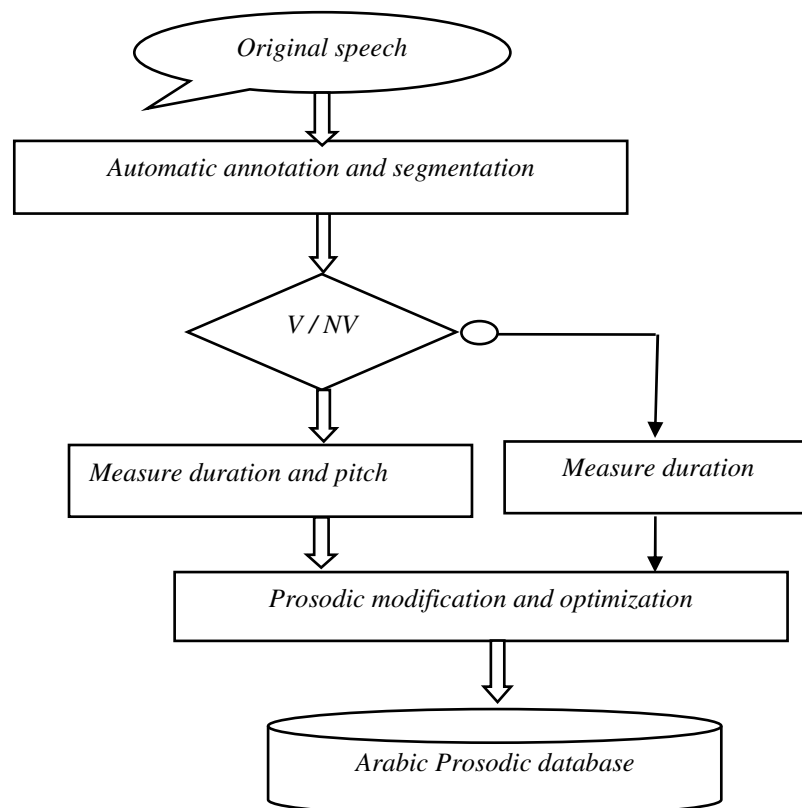 Original speech
Automatic annotation and segmentation
V / NV
Measure duration and pitch
Measure duration
Prosodic modification and optimization
Arabic Prosodic database